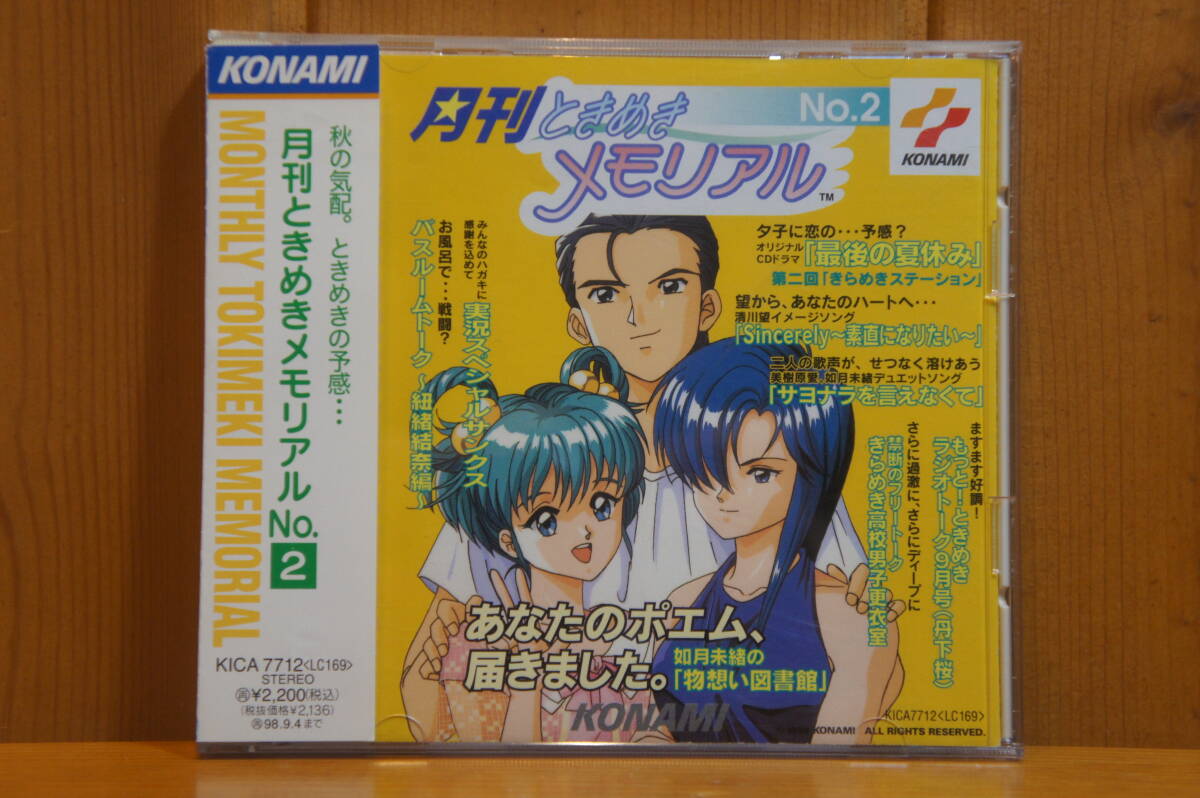 KONAMI
秋の気配。 ときめきの予感…
月刊ときめきメモリアル No.2
MONTHLY TOKIMEKI MEMORIAL
KICA 7712<LC169>
STEREO
¥2,200(税込)
(税抜価格¥2,136)
98.9.4まで
月刊ときめき
メモリアル
TM
No.2
KONAMI
夕子に恋の・・・予感?
オリジナル
CDドラマ
「最後の夏休み」
第二回「きらめきステーション」
望から、あなたのハートへ・・・
清川望イメージソング
「Sincerely〜素直になりたい〜」
二人の歌声が、せつなく溶けあう
美樹原愛、如月未緒デュエットソング
「サヨナラを言えなくて」
みんなのハガキに
感謝を込めて
実況スペシャルサンクス
お風呂で・・・戦闘?
バスルームトーク 〜紐緒結奈編〜
ますます好調!
もっと!ときめき
ラジオトーク9月号(丹下桜)
さらに過激に、さらにディープに
禁断のフリートーク
きらめき高校男子更衣室
あなたのポエム、
届きました。
如月未緒の
「物想い図書館」
KONAMI
KICA7712<LC169>
KONAMI ALL RIGHTS RESERVED.